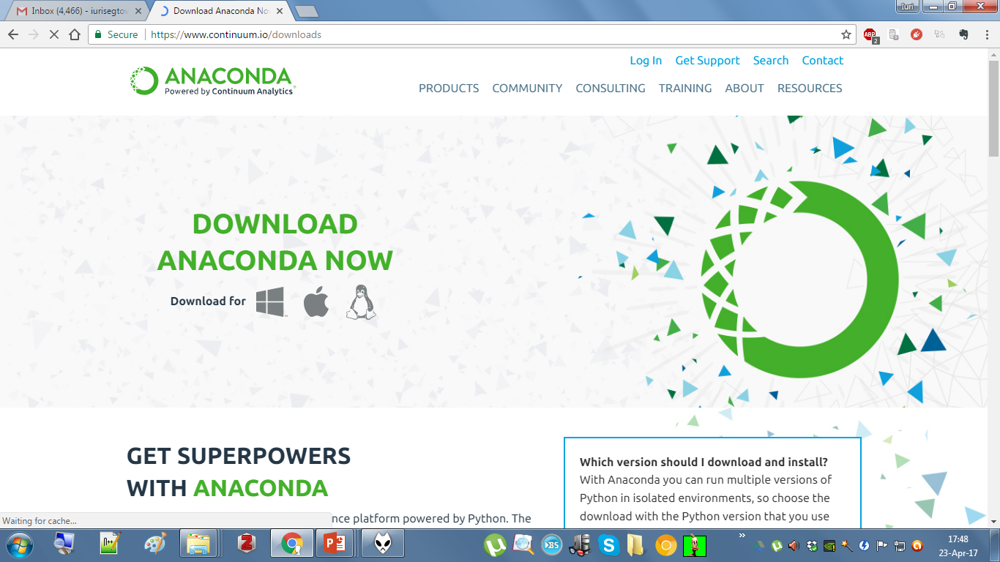 Inbox (4,466) - iurisegtov
Download Anaconda No
Iuri
Secure
https://www.continuum.io/downloads
ABP
2
Log In Get Support Search Contact
ANACONDA®
Powered by Continuum Analytics
PRODUCTS COMMUNITY CONSULTING TRAINING ABOUT RESOURCES
DOWNLOAD
ANACONDA NOW
Download for
GET SUPERPOWERS
WITH ANACONDA
nce platform powered by Python. The
Which version should I download and install?
With Anaconda you can run multiple versions of
Python in isolated environments, so choose the
download with the Python version that you use
Waiting for cache...
17:48
23-Apr-17